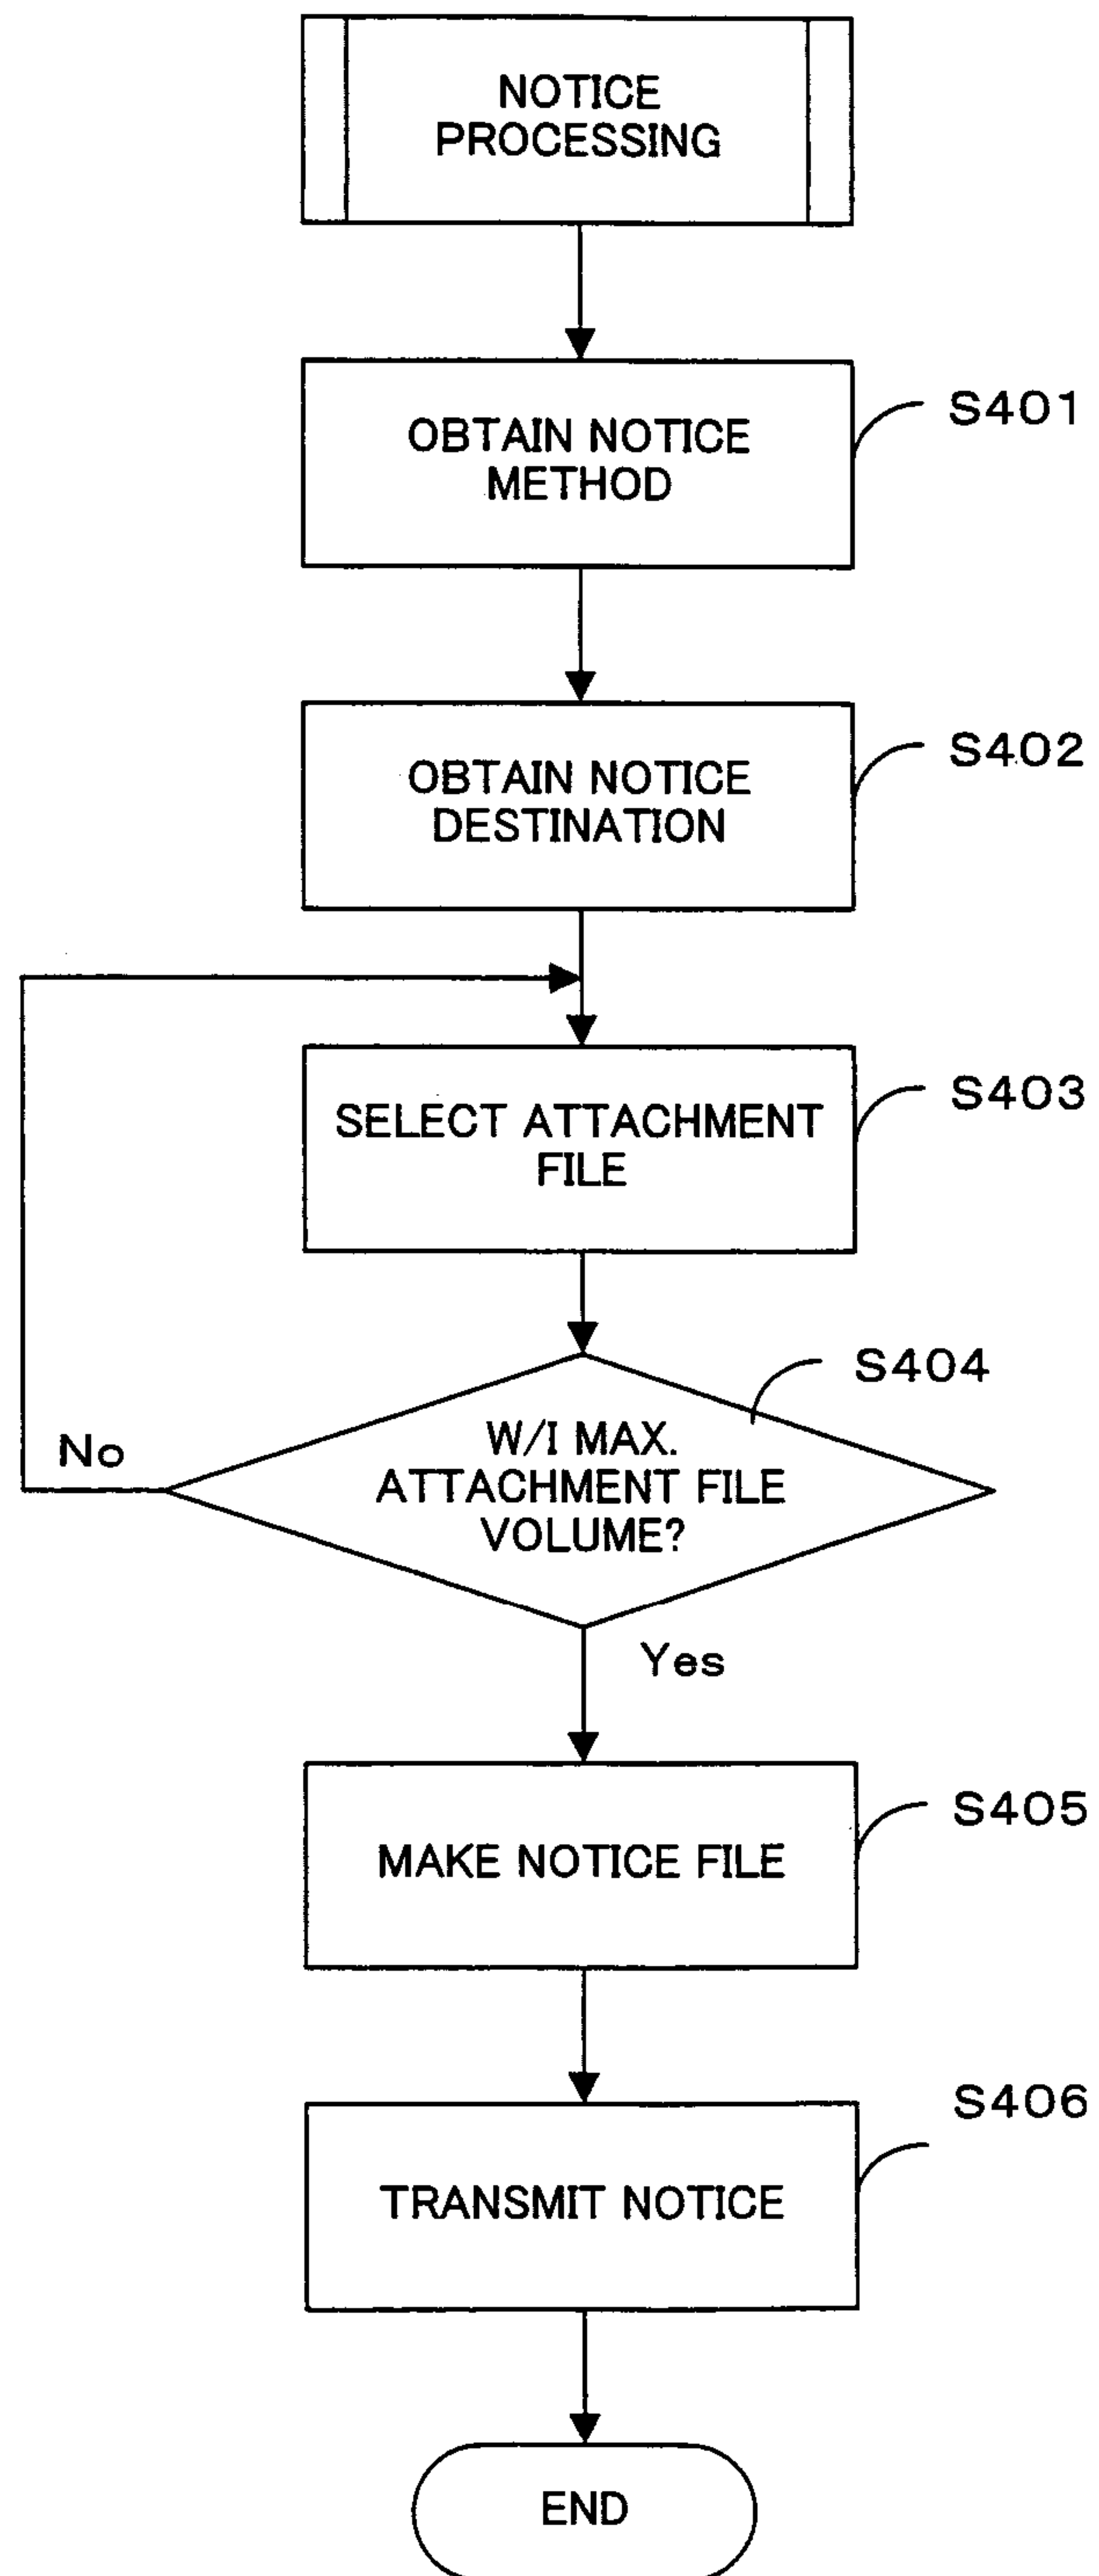 NOTICE
PROCESSING
OBTAIN NOTICE
METHOD
S401
OBTAIN NOTICE
DESTINATION
S402
SELECT ATTACHMENT
FILE
S403
S404
W/I MAX.
ATTACHMENT FILE
VOLUME?
No
Yes
MAKE NOTICE FILE
S405
TRANSMIT NOTICE
S406
END